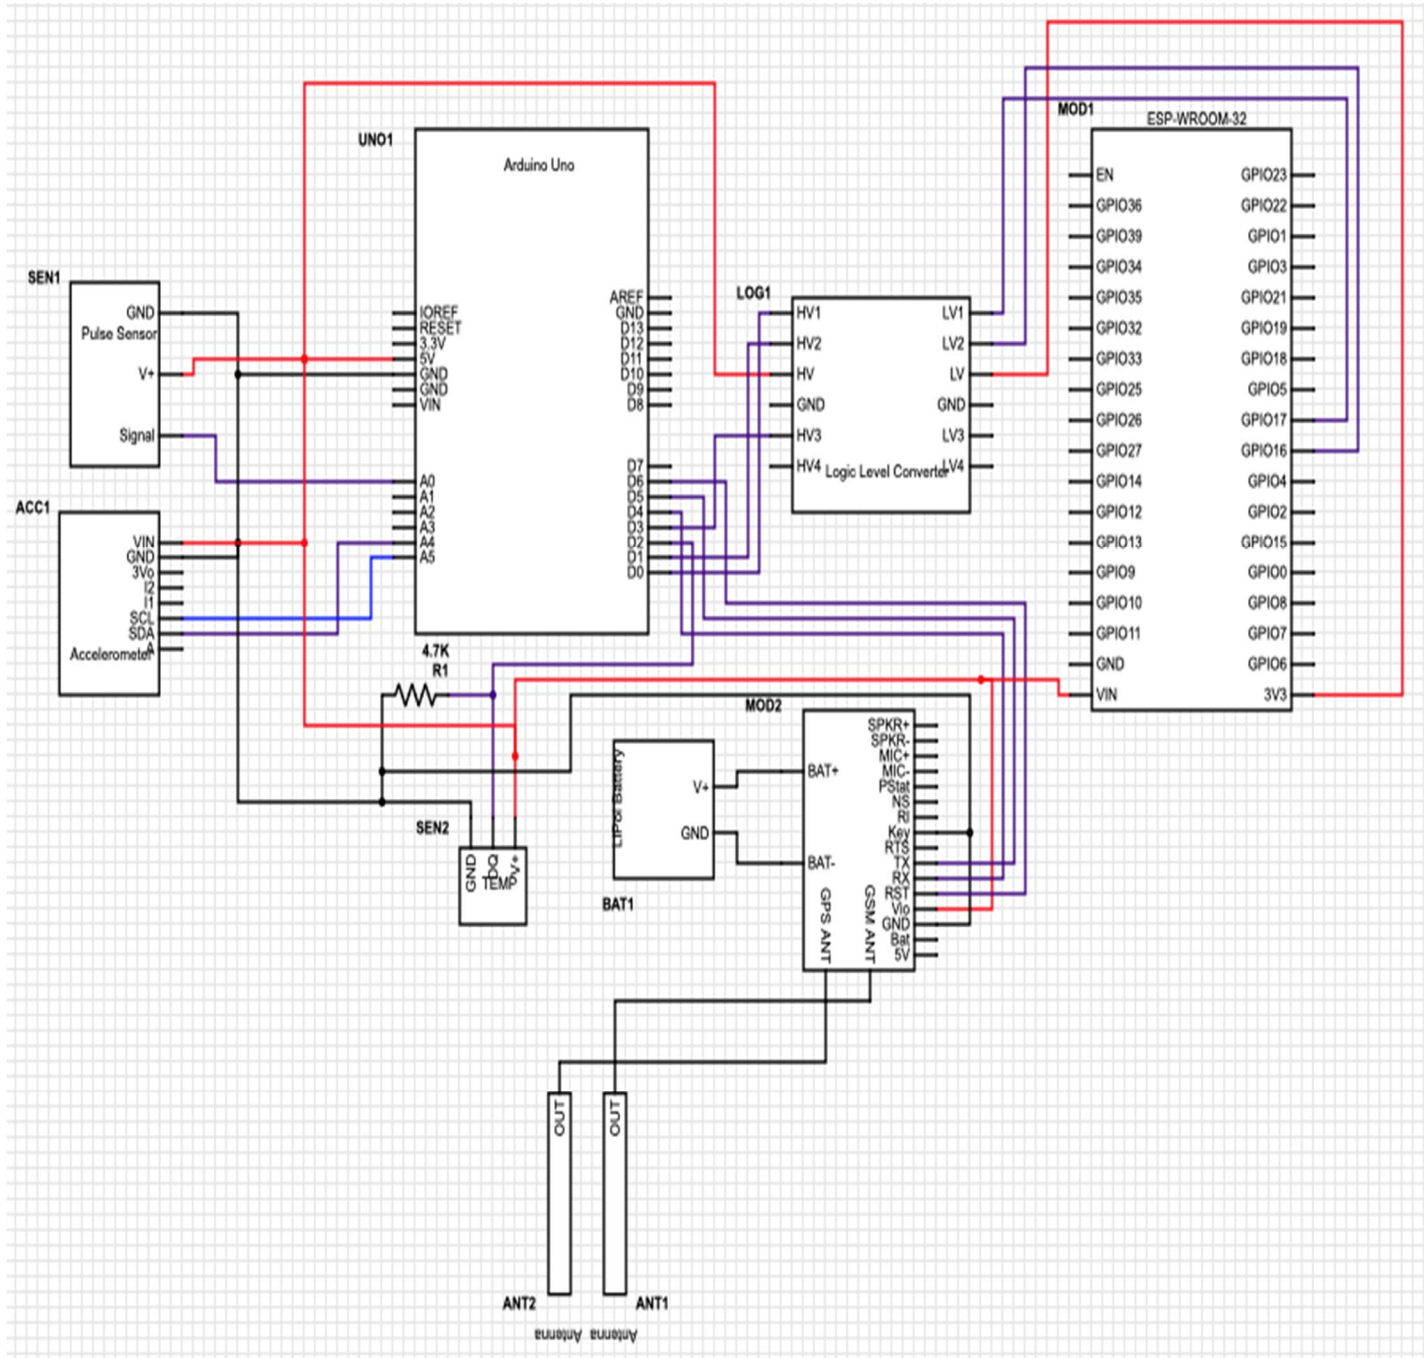 UNO1
Arduino Uno
IOREF
RESET
3.3V
5V
GND
GND
VIN
A0
A1
A2
A3
A4
A5
AREF
GND
D13
D12
D11
D10
D9
D8
D7
D6
D5
D4
D3
D2
D1
D0
SEN1
GND
Pulse Sensor
V+
Signal
ACC1
VIN
GND
3Vo
I2
I1
SCL
SDA
A
Accelerometer
LOG1
HV1
HV2
HV
GND
HV3
HV4
LV1
LV2
LV
GND
LV3
LV4
Logic Level Converter
MOD1
ESP-WROOM-32
EN
GPIO36
GPIO39
GPIO34
GPIO35
GPIO32
GPIO33
GPIO25
GPIO26
GPIO27
GPIO14
GPIO12
GPIO13
GPIO9
GPIO10
GPIO11
GND
VIN
GPIO23
GPIO22
GPIO1
GPIO3
GPIO21
GPIO19
GPIO18
GPIO5
GPIO17
GPIO16
GPIO4
GPIO2
GPIO15
GPIO0
GPIO8
GPIO7
GPIO6
3V3
4.7K
R1
SEN2
GND
DQ
V+
TEMP
LiPol Battery
V+
GND
BAT1
MOD2
BAT+
BAT-
GPS ANT
GSM ANT
SPKR+
SPKR-
MIC+
MIC-
PStat
NS
RI
Key
RTS
TX
RX
RST
Vio
GND
Bat
5V
OUT
OUT
ANT2
ANT1
Antenna
Antenna